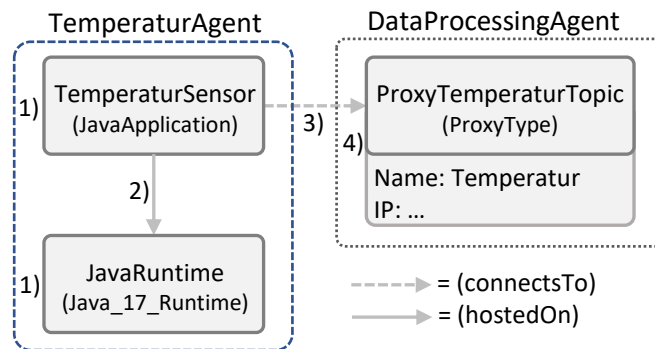 TemperaturAgent
DataProcessingAgent
1)
TemperaturSensor
(JavaApplication)
3)
ProxyTemperaturTopic
(ProxyType)
4)
Name: Temperatur
IP: ...
2)
1)
JavaRuntime
(Java_17_Runtime)
= (connectsTo)
= (hostedOn)